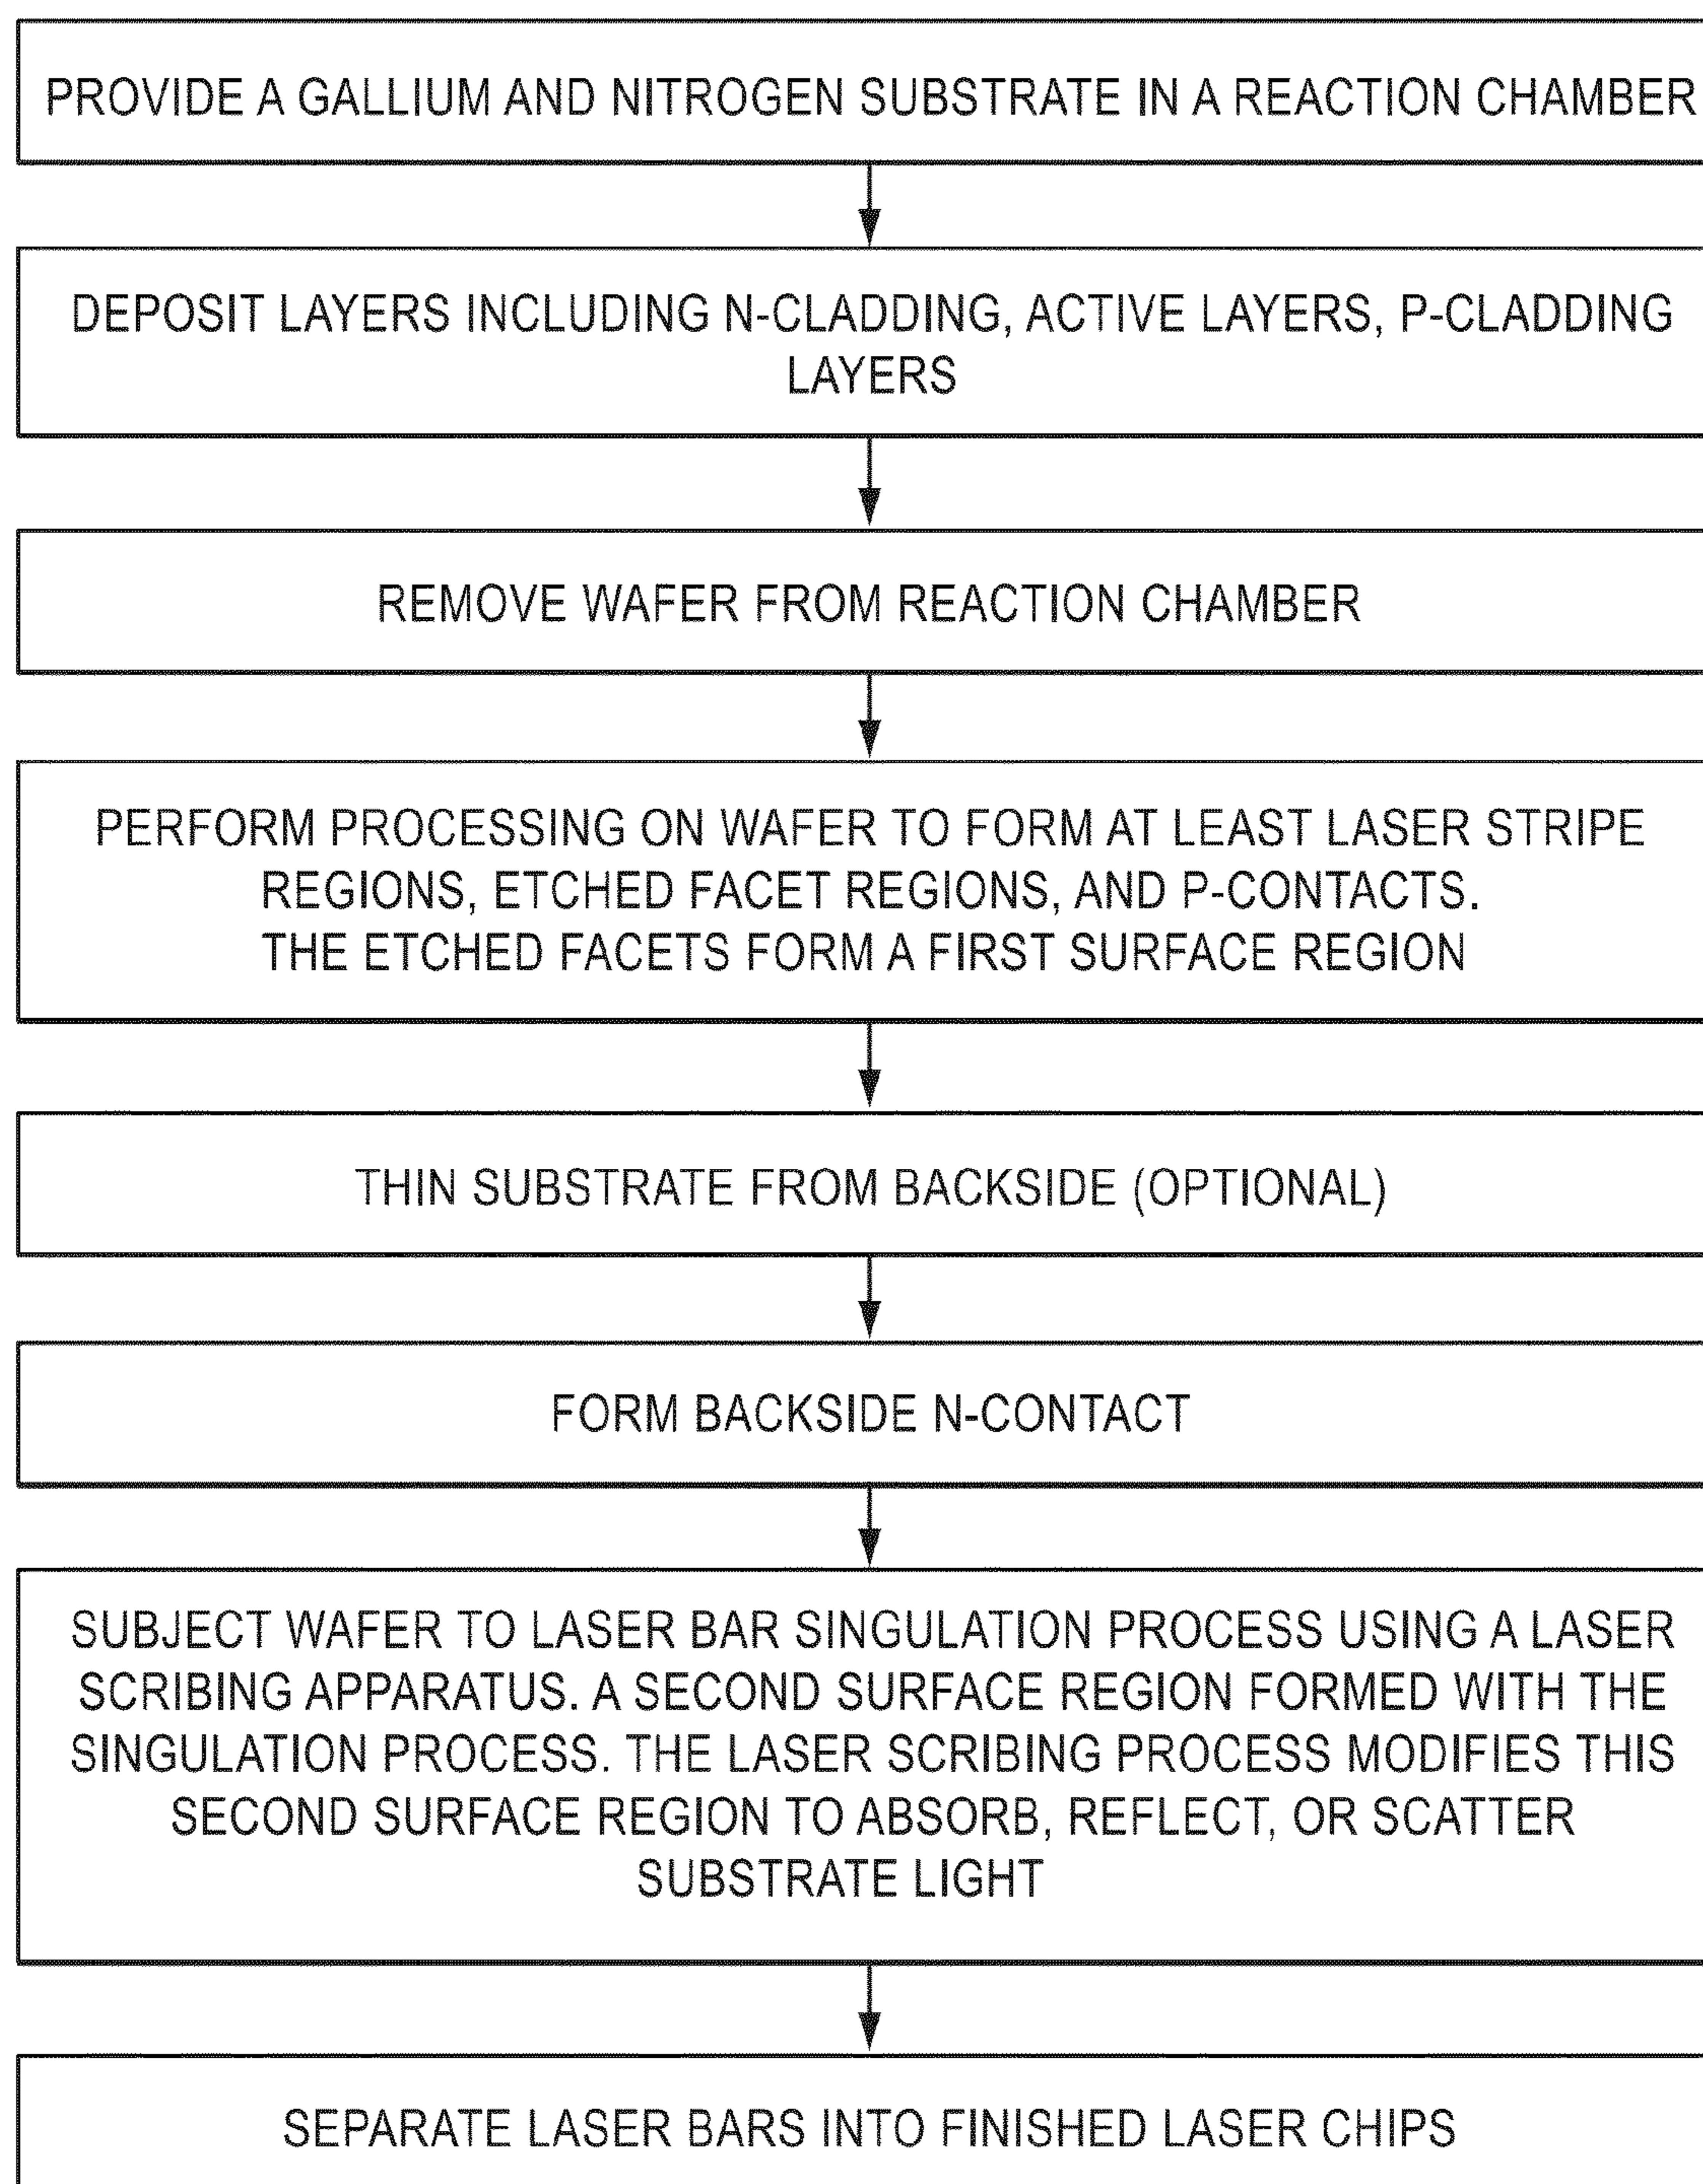 PROVIDE A GALLIUM AND NITROGEN SUBSTRATE IN A REACTION CHAMBER
DEPOSIT LAYERS INCLUDING N-CLADDING, ACTIVE LAYERS, P-CLADDING
LAYERS
REMOVE WAFER FROM REACTION CHAMBER
PERFORM PROCESSING ON WAFER TO FORM AT LEAST LASER STRIPE
REGIONS, ETCHED FACET REGIONS, AND P-CONTACTS.
THE ETCHED FACETS FORM A FIRST SURFACE REGION
THIN SUBSTRATE FROM BACKSIDE (OPTIONAL)
FORM BACKSIDE N-CONTACT
SUBJECT WAFER TO LASER BAR SINGULATION PROCESS USING A LASER
SCRIBING APPARATUS. A SECOND SURFACE REGION FORMED WITH THE
SINGULATION PROCESS. THE LASER SCRIBING PROCESS MODIFIES THIS
SECOND SURFACE REGION TO ABSORB, REFLECT, OR SCATTER
SUBSTRATE LIGHT
SEPARATE LASER BARS INTO FINISHED LASER CHIPS